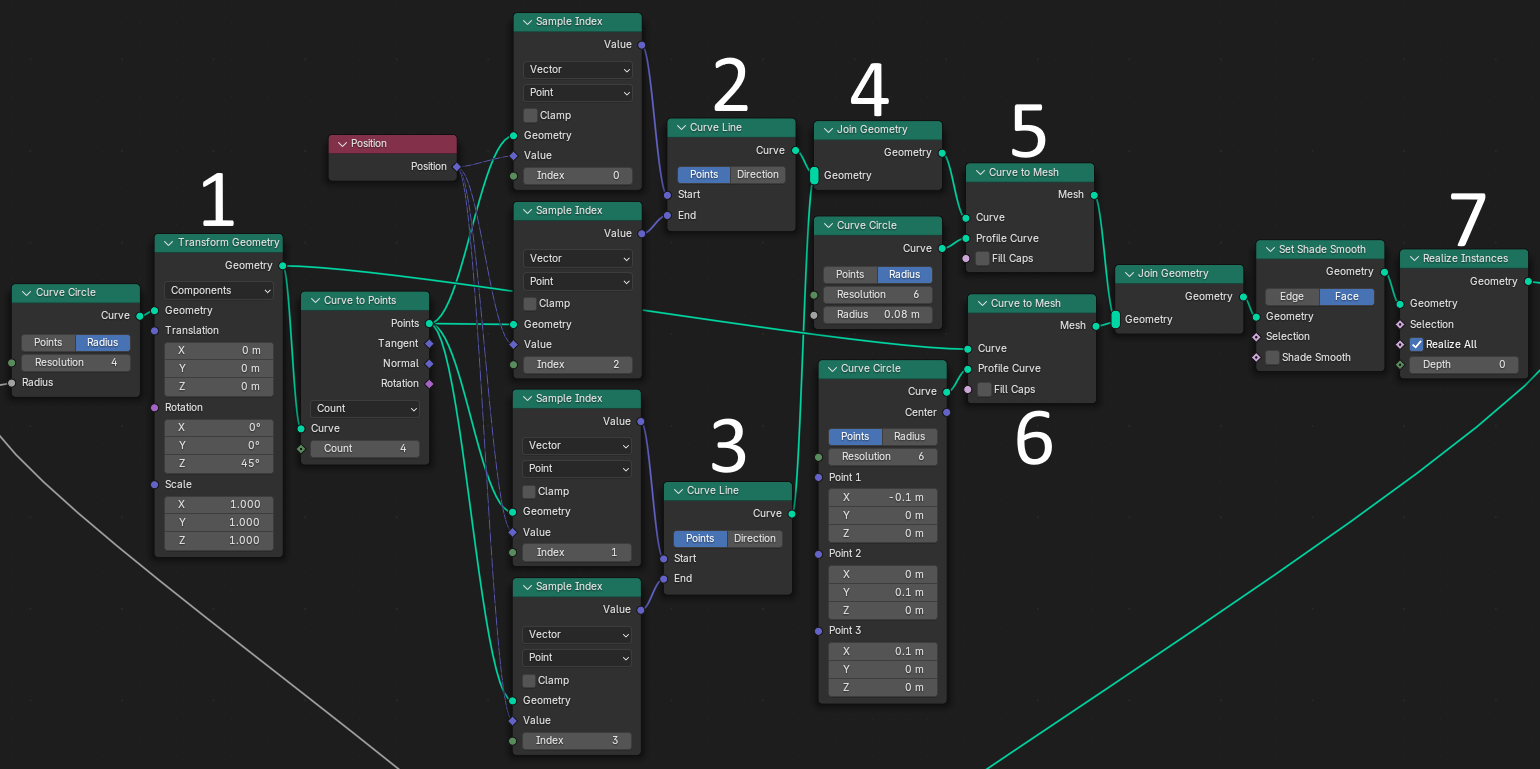 Curve Circle
Curve
Points Radius
Resolution 4
Radius
1
Transform Geometry
Geometry
Components
Geometry
Translation
X 0 m
Y 0 m
Z 0 m
Rotation
X 0°
Y 0°
Z 45°
Scale
X 1.000
Y 1.000
Z 1.000
Position
Position
Curve to Points
Points
Tangent
Normal
Rotation
Count
Curve
Count 4
Sample Index
Value
Vector
Point
Clamp
Geometry
Value
Index 0
Sample Index
Value
Vector
Point
Clamp
Geometry
Value
Index 2
Sample Index
Value
Vector
Point
Clamp
Geometry
Value
Index 1
Sample Index
Value
Vector
Point
Clamp
Geometry
Value
Index 3
2
Curve Line
Curve
Points Direction
Start
End
3
Curve Line
Curve
Points Direction
Start
End
4
Join Geometry
Geometry
Geometry
Curve Circle
Curve
Points Radius
Resolution 6
Radius 0.08 m
Curve Circle
Curve
Center
Points Radius
Resolution 6
Point 1
X -0.1 m
Y 0 m
Z 0 m
Point 2
X 0 m
Y 0.1 m
Z 0 m
Point 3
X 0.1 m
Y 0 m
Z 0 m
5
Curve to Mesh
Mesh
Curve
Profile Curve
Fill Caps
Curve to Mesh
Mesh
Curve
Profile Curve
Fill Caps
6
Join Geometry
Geometry
Geometry
Set Shade Smooth
Geometry
Edge Face
Geometry
Selection
Shade Smooth
7
Realize Instances
Geometry
Geometry
Selection
Realize All
Depth 0